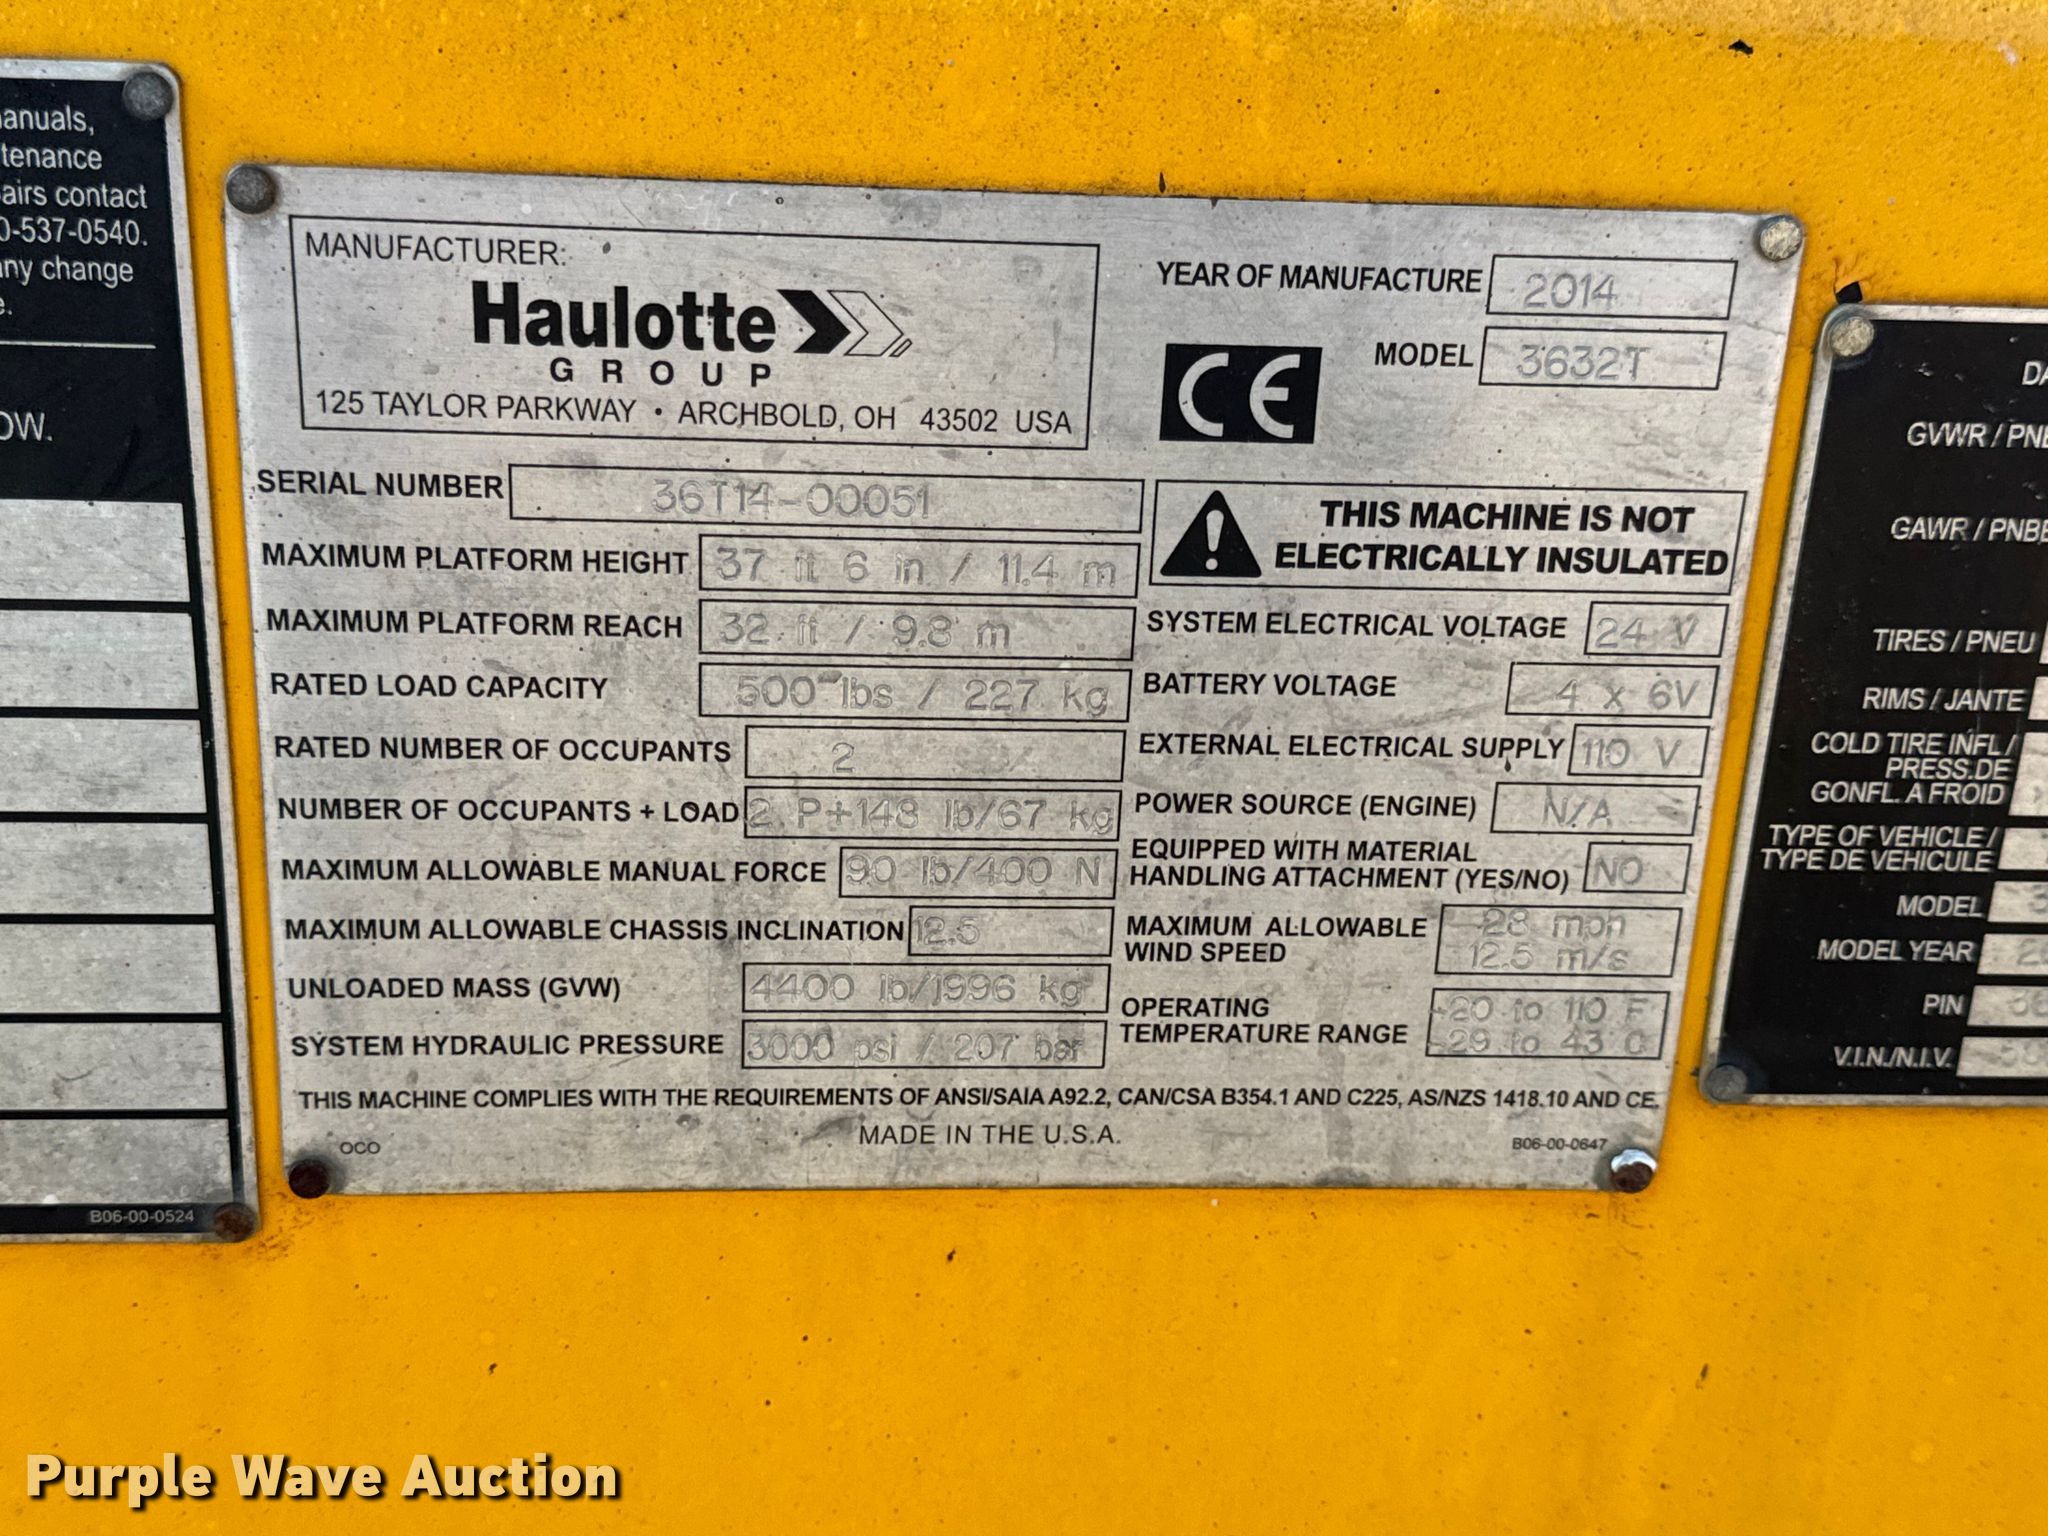 anuals,
tenance
airs contact
0-537-0540.
any change
e.
OW.
B06-00-0524
MANUFACTURER:
Haulotte
GROUP
125 TAYLOR PARKWAY • ARCHBOLD, OH 43502 USA
YEAR OF MANUFACTURE 2014
MODEL 3632T
CE
SERIAL NUMBER 36T14-00051
THIS MACHINE IS NOT
ELECTRICALLY INSULATED
MAXIMUM PLATFORM HEIGHT 37 ft 6 in / 11.4 m
MAXIMUM PLATFORM REACH 32 ft / 9.8 m
RATED LOAD CAPACITY 500 lbs / 227 kg
RATED NUMBER OF OCCUPANTS 2
NUMBER OF OCCUPANTS + LOAD 2 P+148 lb/67 kg
MAXIMUM ALLOWABLE MANUAL FORCE 90 lb/400 N
MAXIMUM ALLOWABLE CHASSIS INCLINATION 12.5
UNLOADED MASS (GVW) 4400 lb/1996 kg
SYSTEM HYDRAULIC PRESSURE 3000 psi / 207 bar
SYSTEM ELECTRICAL VOLTAGE 24 V
BATTERY VOLTAGE 4 x 6V
EXTERNAL ELECTRICAL SUPPLY 110 V
POWER SOURCE (ENGINE) N/A
EQUIPPED WITH MATERIAL
HANDLING ATTACHMENT (YES/NO) NO
MAXIMUM ALLOWABLE 28 mph
WIND SPEED 12.5 m/s
OPERATING -20 to 110 F
TEMPERATURE RANGE -29 to 43 C
THIS MACHINE COMPLIES WITH THE REQUIREMENTS OF ANSI/SAIA A92.2, CAN/CSA B354.1 AND C225, AS/NZS 1418.10 AND CE.
MADE IN THE U.S.A.
OCO
B06-00-0647
DA
GVWR / PNB
GAWR / PNBE
TIRES / PNEU
RIMS / JANTE
COLD TIRE INFL /
PRESS.DE
GONFL. A FROID
TYPE OF VEHICLE /
TYPE DE VEHICULE
MODEL 3
MODEL YEAR 20
PIN 36
V.I.N./N.I.V.
Purple Wave Auction